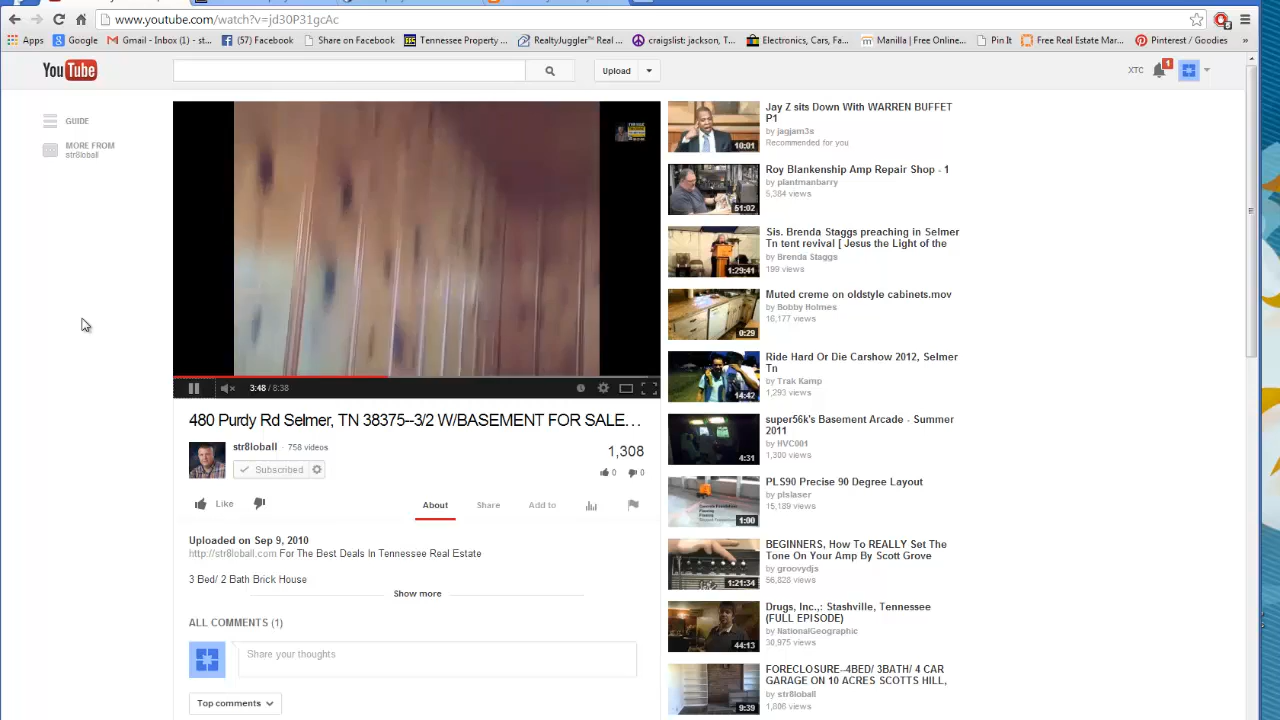 www.youtube.com/watch?v=jd30P31gcAc
Apps Google Gmail - Inbox (1) - st... (57) Facebook Share on Facebook Tennessee Property ... RealtyJuggler™ Real ... craigslist: jackson, T... Electronics, Cars, Fa... Manilla | Free Online... Pin It Free Real Estate Mar... Pinterest / Goodies »
YouTube Upload XTC 1
GUIDE
MORE FROM
str8loball
3:48 / 8:38
480 Purdy Rd Selmer, TN 38375--3/2 W/BASEMENT FOR SALE...
str8loball · 758 videos
Subscribed
1,308
0 0
Like About Share Add to
Uploaded on Sep 9, 2010
http://str8loball.com For The Best Deals In Tennessee Real Estate
3 Bed/ 2 Bath Brick House
Show more
ALL COMMENTS (1)
Share your thoughts
Top comments
Jay Z sits Down With WARREN BUFFET
P1
by jagjam3s
Recommended for you
10:01
Roy Blankenship Amp Repair Shop - 1
by plantmanbarry
5,384 views
51:02
Sis. Brenda Staggs preaching in Selmer
Tn tent revival [ Jesus the Light of the
by Brenda Staggs
199 views
1:29:41
Muted creme on oldstyle cabinets.mov
by Bobby Holmes
16,177 views
0:29
Ride Hard Or Die Carshow 2012, Selmer
Tn
by Trak Kamp
1,293 views
14:42
super56k's Basement Arcade - Summer
2011
by HVC001
1,300 views
4:31
PLS90 Precise 90 Degree Layout
by plslaser
15,189 views
1:00
BEGINNERS, How To REALLY Set The
Tone On Your Amp By Scott Grove
by groovydjs
56,828 views
1:21:34
Drugs, Inc.,: Stashville, Tennessee
(FULL EPISODE)
by NationalGeographic
30,975 views
44:13
FORECLOSURE--4BED/ 3BATH/ 4 CAR
GARAGE ON 10 ACRES SCOTTS HILL,
by str8loball
1,806 views
9:39